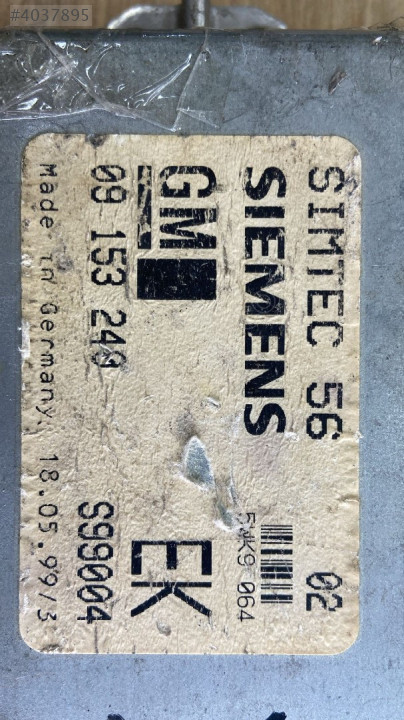 #4037895
SIMTEC 56 02
SIEMENS 5WK9 064
GM EK
09 153 249 S99004
Made in Germany, 18.05.99/3